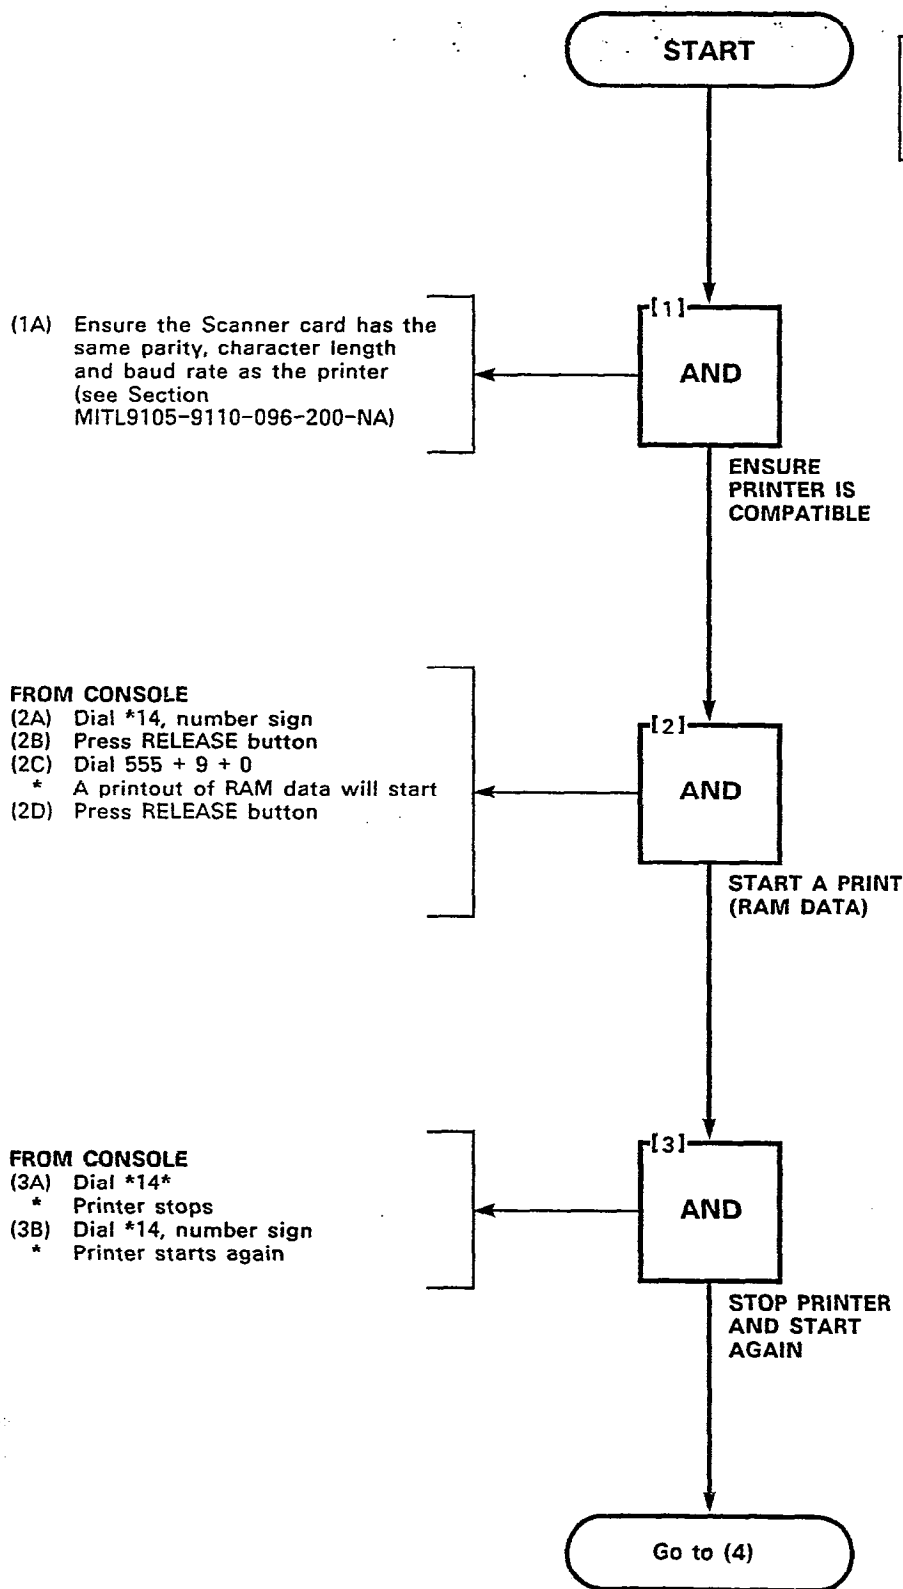 START
[1]
AND
(1A) Ensure the Scanner card has the
same parity, character length
and baud rate as the printer
(see Section
MITL9105-9110-096-200-NA)
ENSURE
PRINTER IS
COMPATIBLE
[2]
AND
FROM CONSOLE
(2A) Dial *14, number sign
(2B) Press RELEASE button
(2C) Dial 555 + 9 + 0
* A printout of RAM data will start
(2D) Press RELEASE button
START A PRINT
(RAM DATA)
[3]
AND
FROM CONSOLE
(3A) Dial *14*
* Printer stops
(3B) Dial *14, number sign
* Printer starts again
STOP PRINTER
AND START
AGAIN
Go to (4)